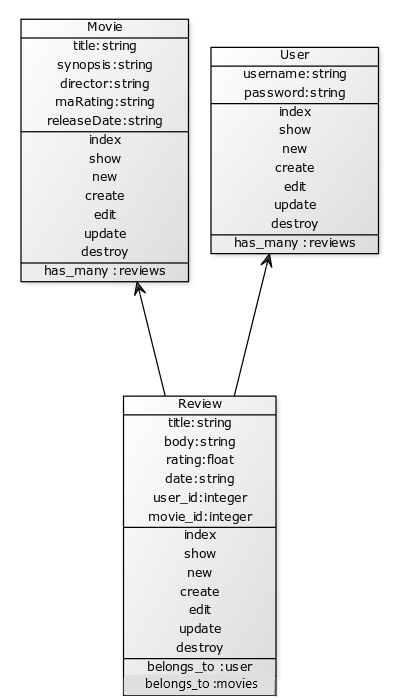 Movie
title:string
synopsis:string
director:string
maRating:string
releaseDate:string
index
show
new
create
edit
update
destroy
has_many :reviews
User
username:string
password:string
index
show
new
create
edit
update
destroy
has_many :reviews
Review
title:string
body:string
rating:float
date:string
user_id:integer
movie_id:integer
index
show
new
create
edit
update
destroy
belongs_to :user
belongs_to :movies